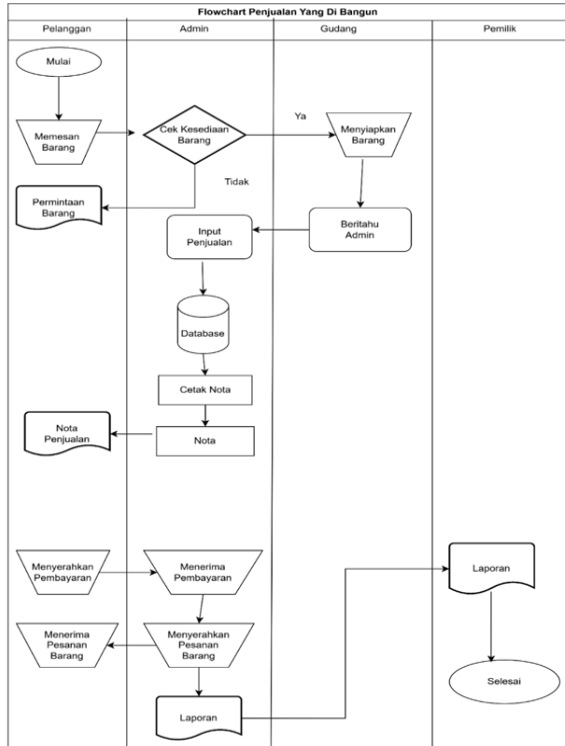 Flowchart Penjualan Yang Di Bangun
Pelanggan
Admin
Gudang
Pemilik
Mulai
Memesan
Barang
Cek Kesediaan
Barang
Ya
Menyiapkan
Barang
Tidak
Permintaan
Barang
Input
Penjualan
Beritahu
Admin
Database
Cetak Nota
Nota
Penjualan
Nota
Menyerahkan
Pembayaran
Menerima
Pembayaran
Laporan
Menerima
Pesanan
Barang
Menyerahkan
Pesanan
Barang
Selesai
Laporan